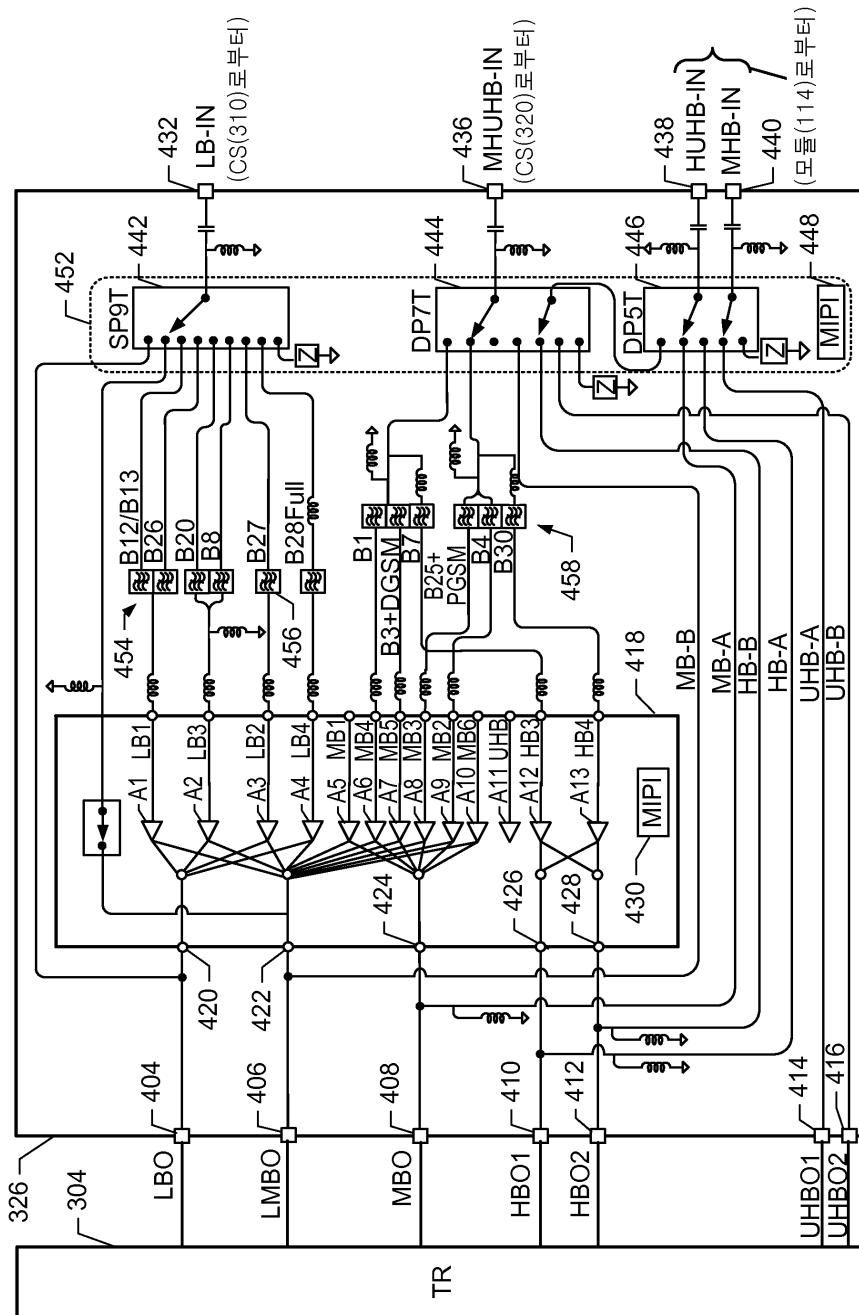 304
TR
326
LBO
404
LMBO
406
MBO
408
HBO1
410
HBO2
412
UHBO1
414
UHBO2
416
420
422
424
426
428
430
MIPI
418
A1
LB1
A2
LB3
A3
LB2
A4
LB4
A5
MB1
A6
MB4
A7
MB5
A8
MB3
A9
MB2
A10
MB6
A11
UHB
A12
HB3
A13
HB4
454
B12/B13
B26
B20
B8
456
B27
B28Full
B1
B3+DGSM
B7
B25+
PGSM
B4
B30
458
MB-B
MB-A
HB-B
HB-A
UHB-A
UHB-B
452
SP9T
442
Z
DP7T
444
Z
DP5T
446
Z
MIPI
448
432
LB-IN
(CS(310)로부터)
436
MHUHB-IN
(CS(320)로부터)
438
HUHB-IN
MHB-IN
440
(모듈(114)로부터)